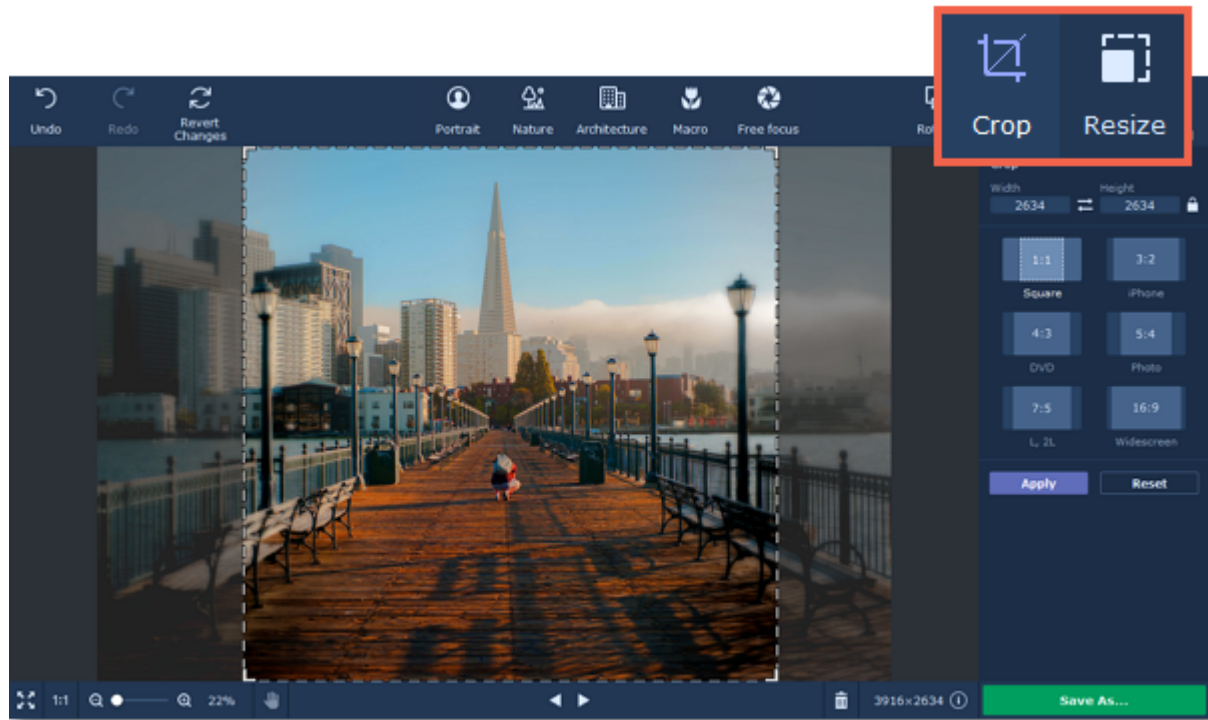 Crop
Resize
Undo
Redo
Revert
Changes
Portrait
Nature
Architecture
Macro
Free focus
Width
Height
2634
2634
1:1
3:2
Square
iPhone
4:3
5:4
DVD
Photo
7:5
16:9
L, 2L
Widescreen
Apply
Reset
1:1
22%
3916×2634
Save As...